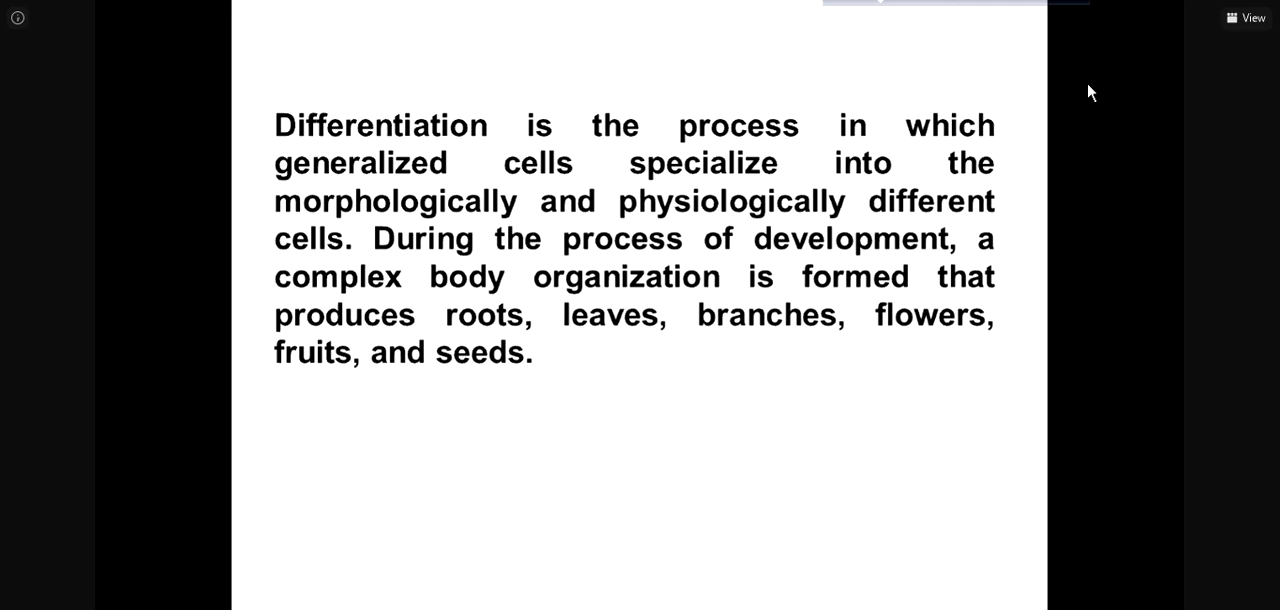 View
Differentiation is the process in which
generalized cells specialize into the
morphologically and physiologically different
cells. During the process of development, a
complex body organization is formed that
produces roots, leaves, branches, flowers,
fruits, and seeds.